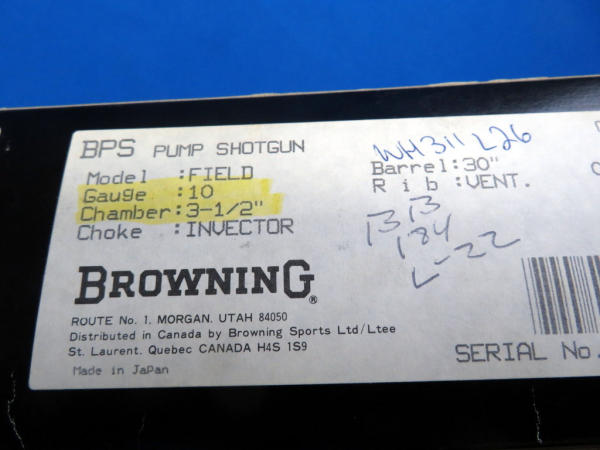 BPS PUMP SHOTGUN
Model :FIELD
Gauge :10
Chamber:3-1/2"
Choke :INVECTOR
WH311226
Barrel:30"
Rib:VENT.
1313
184
L-22
BROWNING®
ROUTE No. 1, MORGAN, UTAH 84050
Distributed in Canada by Browning Sports Ltd/Ltee
St. Laurent, Quebec CANADA H4S 1S9
Made in Japan
SERIAL No.